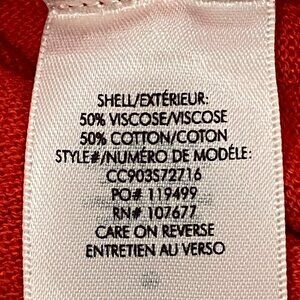 SHELL/EXTÉRIEUR:
50% VISCOSE/VISCOSE
50% COTTON/COTON
STYLE#/NUMÉRO DE MODÉLE:
CC903S72716
PO# 119499
RN# 107677
CARE ON REVERSE
ENTRETIEN AU VERSO